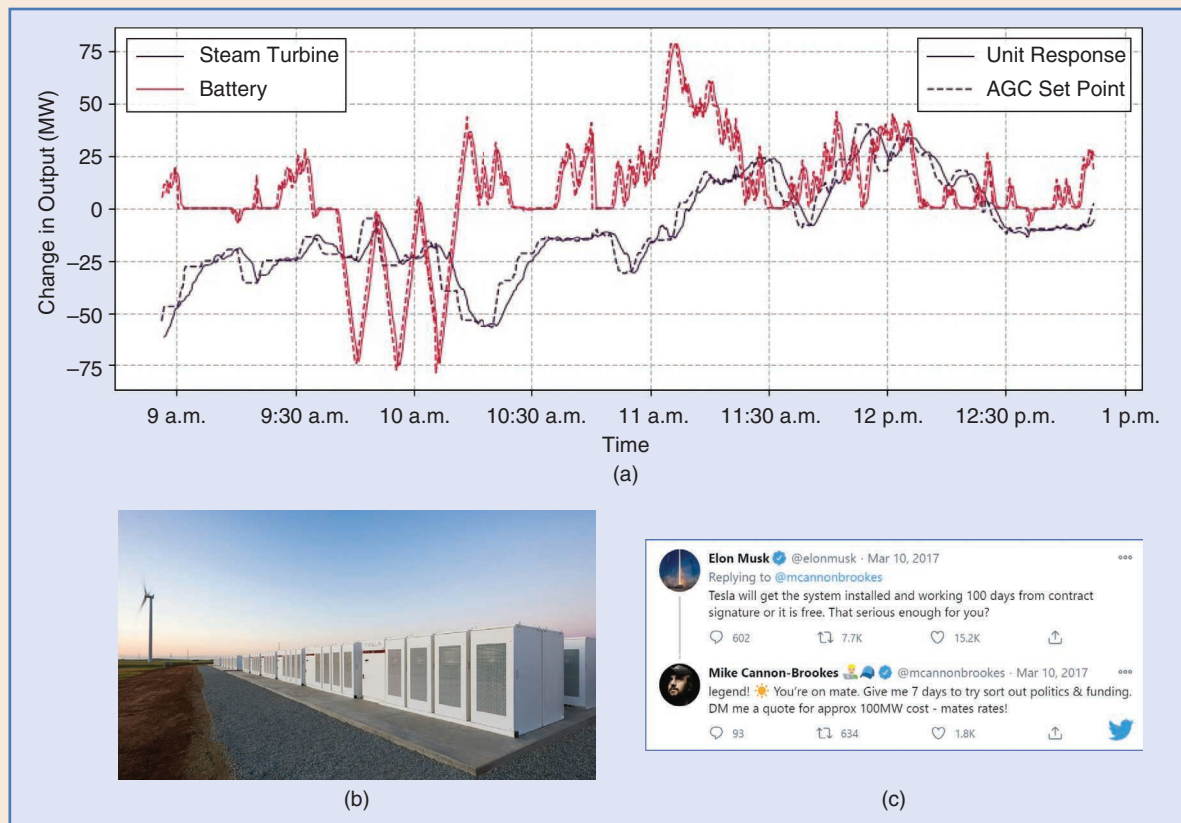 Steam Turbine
Battery
Unit Response
AGC Set Point
Change in Output (MW)
75
50
25
0
–25
–50
–75
9 a.m.
9:30 a.m.
10 a.m.
10:30 a.m.
11 a.m.
11:30 a.m.
12 p.m.
12:30 p.m.
1 p.m.
Time
(a)
TESLA
(b)
Elon Musk @elonmusk · Mar 10, 2017
Replying to @mcannonbrookes
Tesla will get the system installed and working 100 days from contract
signature or it is free. That serious enough for you?
602 7.7K 15.2K
Mike Cannon-Brookes @mcannonbrookes · Mar 10, 2017
legend! ☀️ You're on mate. Give me 7 days to try sort out politics & funding.
DM me a quote for approx 100MW cost - mates rates!
93 634 1.8K
(c)